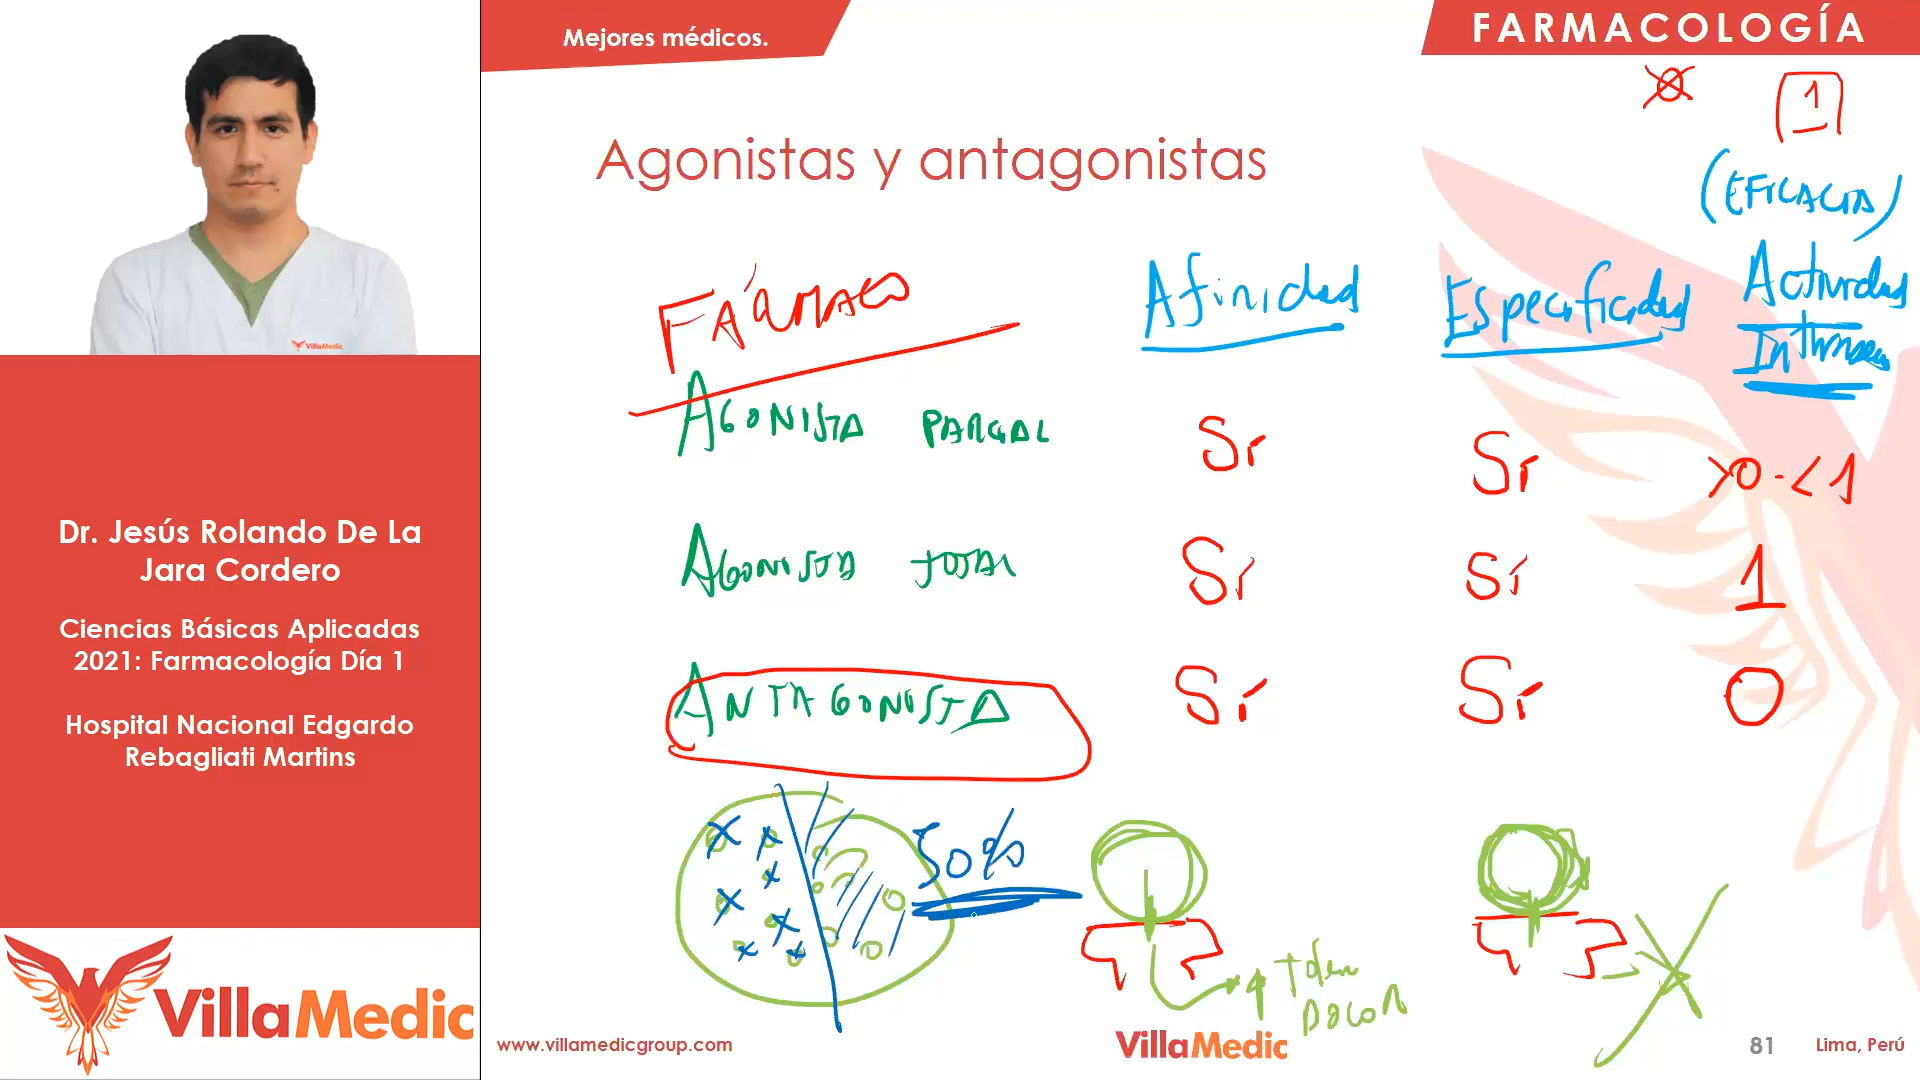 Mejores médicos.
FARMACOLOGÍA
1
Agonistas y antagonistas
(EFICACIA)
FÁRMACO
Afinidad
Especificidad
Actividad
Intrínseca
AGONISTA PARCIAL
Sí
Sí
>0-<1
AGONISTA TOTAL
Sí
Sí
1
ANTAGONISTA
Sí
Sí
0
50%
VillaMedic
Dr. Jesús Rolando De La
Jara Cordero
Ciencias Básicas Aplicadas
2021: Farmacología Día 1
Hospital Nacional Edgardo
Rebagliati Martins
VillaMedic
www.villamedicgroup.com
VillaMedic
81
Lima, Perú